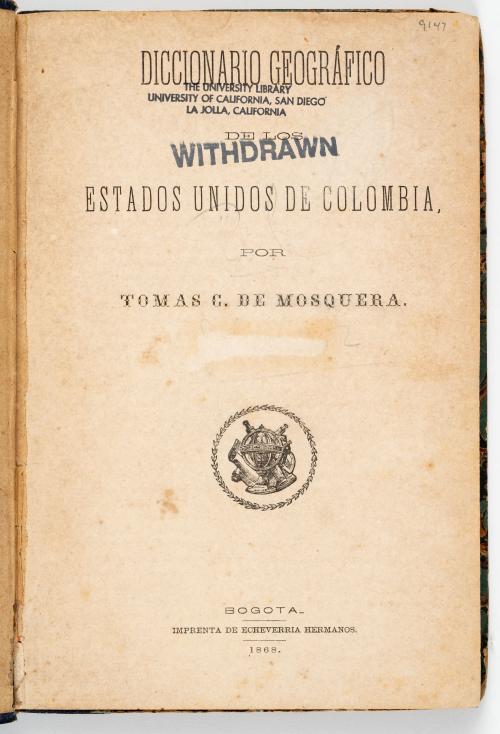 9147
DICCIONARIO GEOGRÁFICO
THE UNIVERSITY LIBRARY
UNIVERSITY OF CALIFORNIA, SAN DIEGO
LA JOLLA, CALIFORNIA
DE LOS
WITHDRAWN
ESTADOS UNIDOS DE COLOMBIA,
POR
TOMAS C. DE MOSQUERA.
BOGOTA_
IMPRENTA DE ECHEVERRIA HERMANOS.
1868.